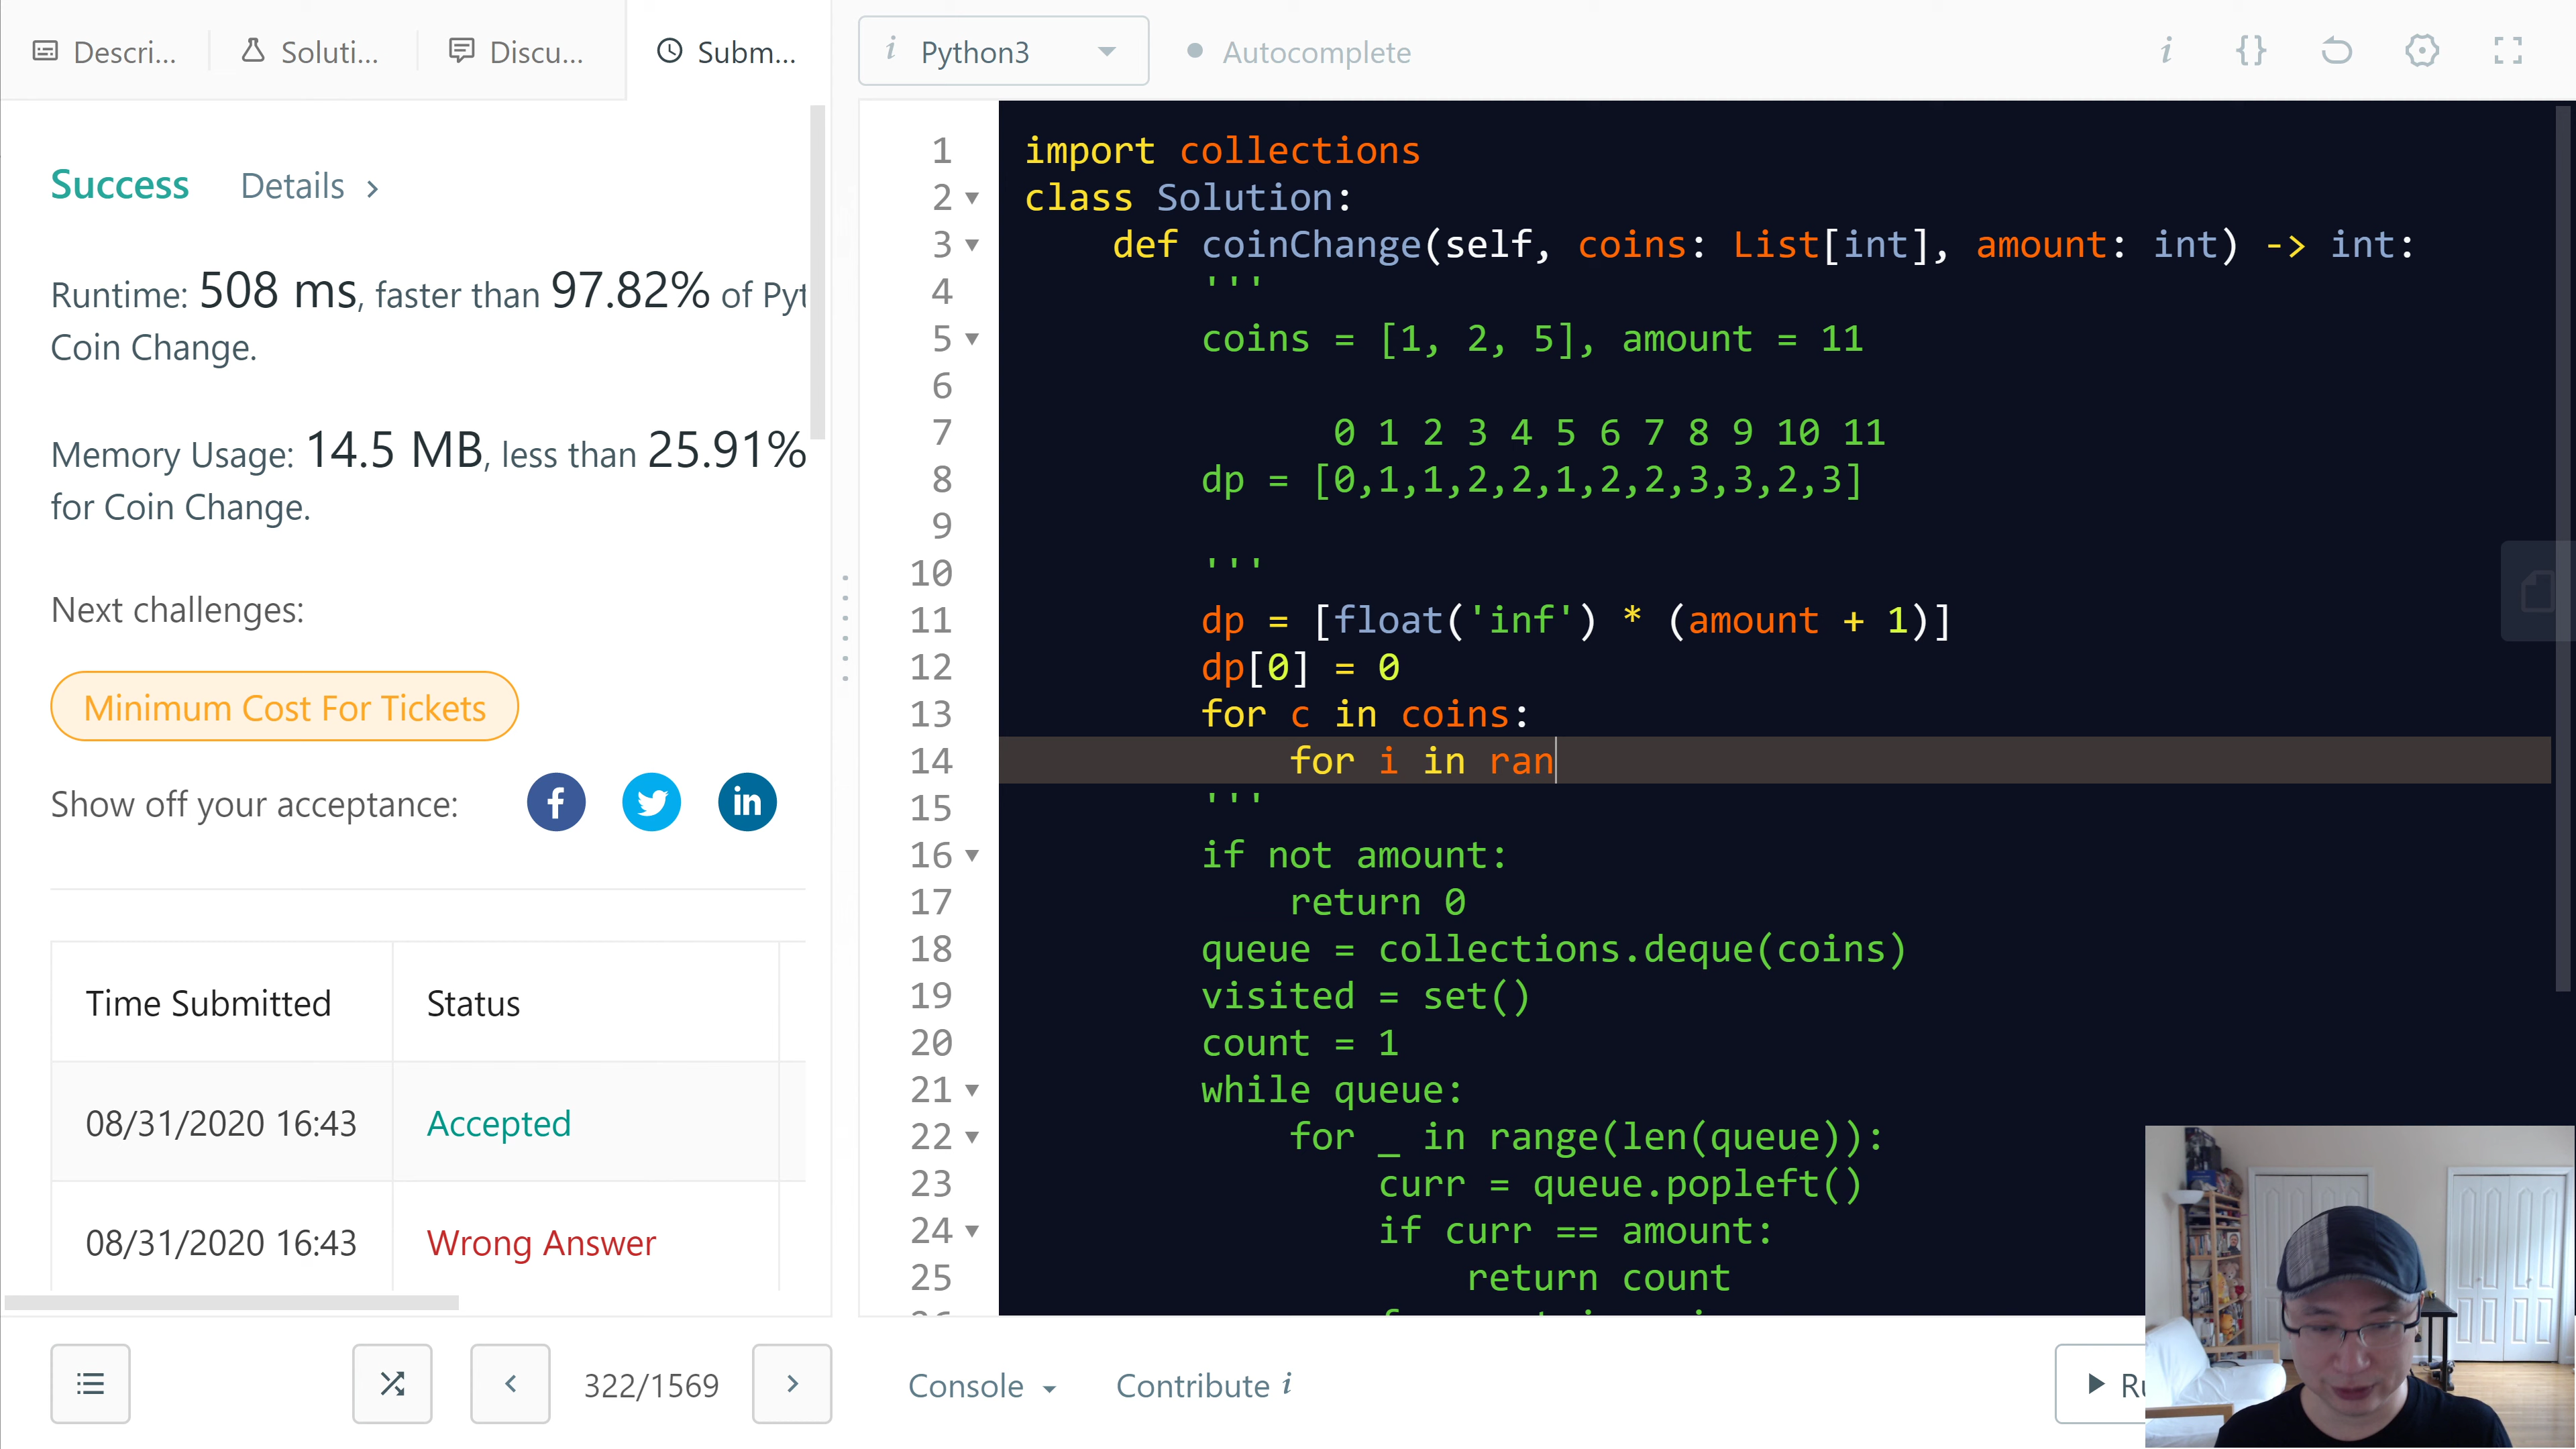 Descri...
Soluti...
Discu...
Subm...
Success
Details
Runtime: 508 ms, faster than 97.82% of Pyt
Coin Change.
Memory Usage: 14.5 MB, less than 25.91%
for Coin Change.
Next challenges:
Minimum Cost For Tickets
Show off your acceptance:
Time Submitted Status
08/31/2020 16:43 Accepted
08/31/2020 16:43 Wrong Answer
322/1569
i Python3
Autocomplete
i {}
1 import collections
2 class Solution:
3 def coinChange(self, coins: List[int], amount: int) -> int:
4 '''
5 coins = [1, 2, 5], amount = 11
6
7 0 1 2 3 4 5 6 7 8 9 10 11
8 dp = [0,1,1,2,2,1,2,2,3,3,2,3]
9
10 '''
11 dp = [float('inf') * (amount + 1)]
12 dp[0] = 0
13 for c in coins:
14 for i in ran
15 '''
16 if not amount:
17 return 0
18 queue = collections.deque(coins)
19 visited = set()
20 count = 1
21 while queue:
22 for _ in range(len(queue)):
23 curr = queue.popleft()
24 if curr == amount:
25 return count
Console
Contribute i